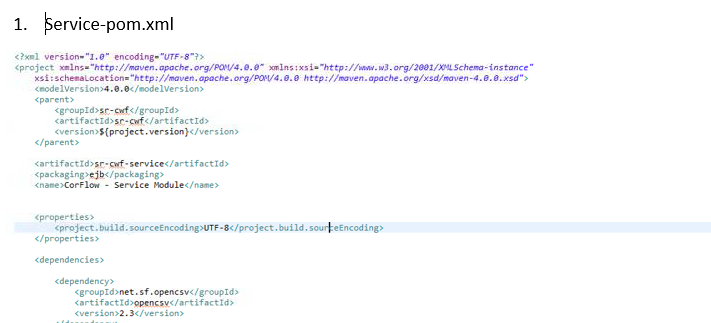 1. Service-pom.xml
<?xml version="1.0" encoding="UTF-8"?>
<project xmlns="http://maven.apache.org/POM/4.0.0" xmlns:xsi="http://www.w3.org/2001/XMLSchema-instance"
xsi:schemaLocation="http://maven.apache.org/POM/4.0.0 http://maven.apache.org/xsd/maven-4.0.0.xsd">
<modelVersion>4.0.0</modelVersion>
<parent>
<groupId>sr-cwf</groupId>
<artifactId>sr-cwf</artifactId>
<version>${project.version}</version>
</parent>
<artifactId>sr-cwf-service</artifactId>
<packaging>ejb</packaging>
<name>CorFlow - Service Module</name>
<properties>
<project.build.sourceEncoding>UTF-8</project.build.sourceEncoding>
</properties>
<dependencies>
<dependency>
<groupId>net.sf.opencsv</groupId>
<artifactId>opencsv</artifactId>
<version>2.3</version>
</dependency>